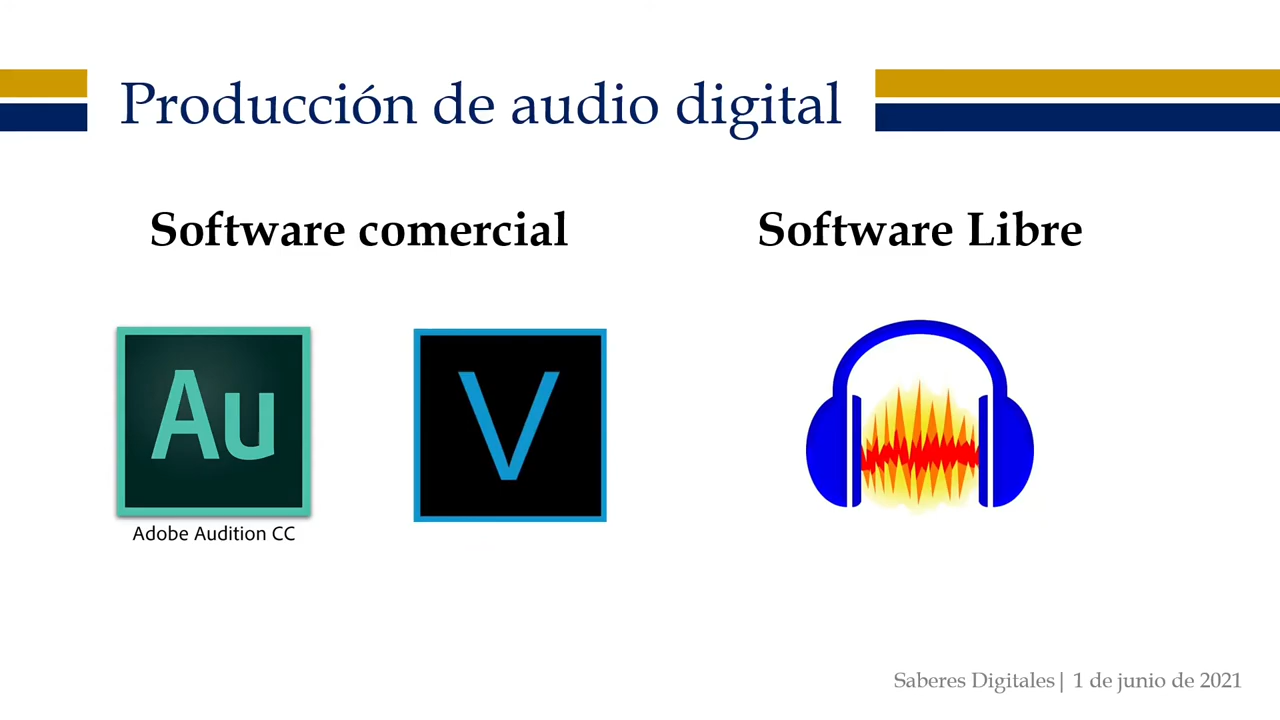 Producción de audio digital
Software comercial
Software Libre
Au
V
Adobe Audition CC
Saberes Digitales| 1 de junio de 2021